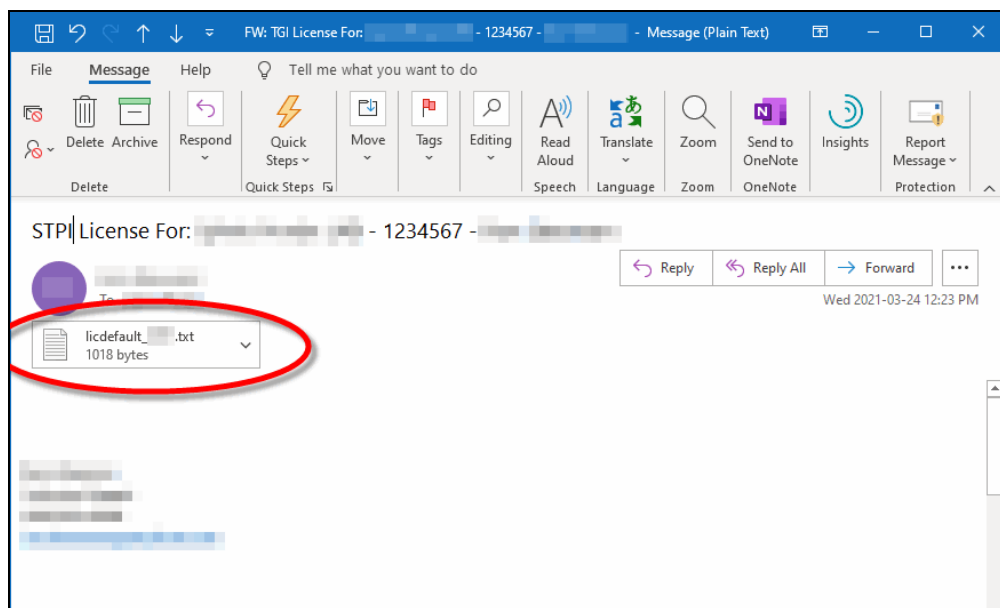 FW: TGI License For: - 1234567 - - Message (Plain Text)
File Message Help Tell me what you want to do
Delete Archive Respond Quick Steps Move Tags Editing Read Aloud Translate Zoom Send to OneNote Insights Report Message
Delete Quick Steps Speech Language Zoom OneNote Protection
STPI License For: - 1234567 -
Reply Reply All Forward
To
Wed 2021-03-24 12:23 PM
licdefault_ .txt
1018 bytes